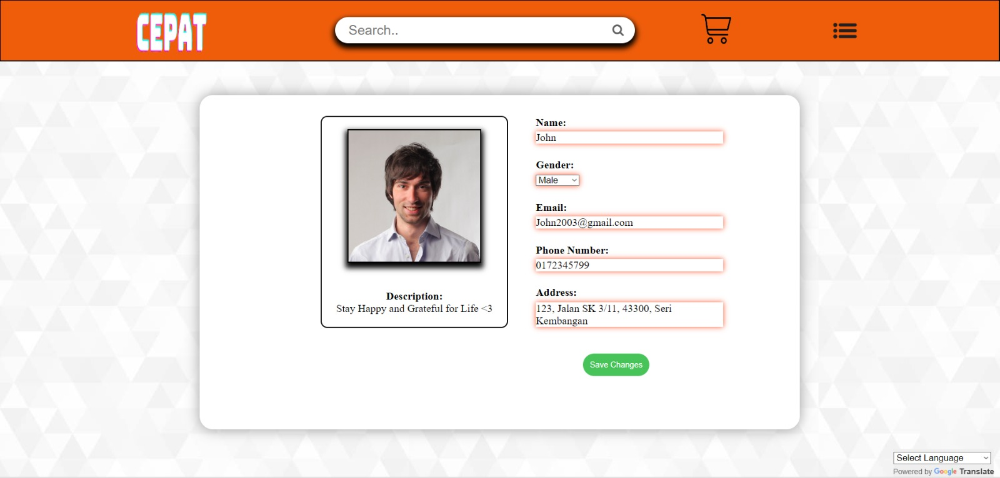 CEPAT
Search..
Name:
John
Gender:
Male
Email:
John2003@gmail.com
Phone Number:
0172345799
Address:
123, Jalan SK 3/11, 43300, Seri
Kembangan
Description:
Stay Happy and Grateful for Life <3
Save Changes
Select Language
Powered by Google Translate